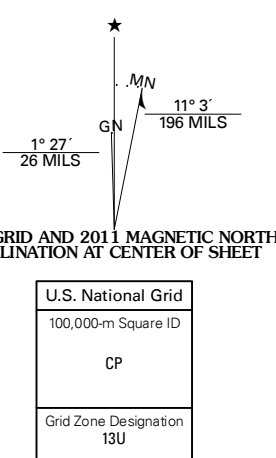 ★
MN
11° 3´
196 MILS
GN
1° 27´
26 MILS
GRID AND 2011 MAGNETIC NORTH
LINATION AT CENTER OF SHEET
U.S. National Grid
100,000-m Square ID
CP
Grid Zone Designation
13U